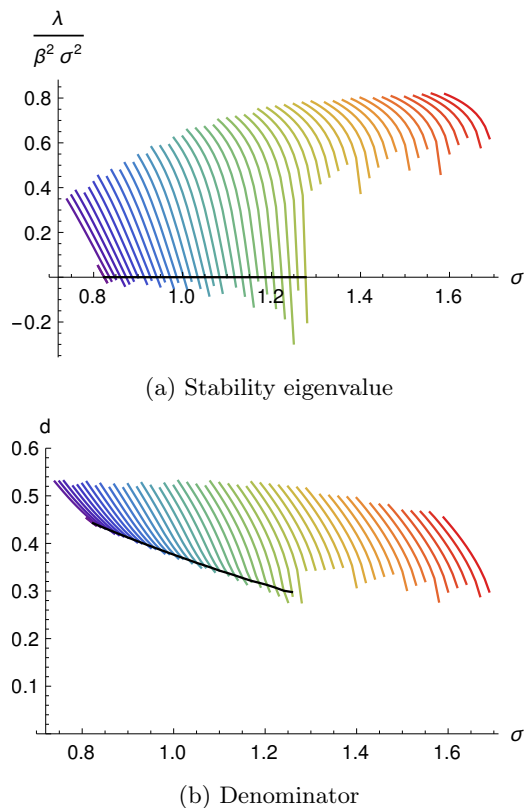 λ
β² σ²
0.8
0.6
0.4
0.2
−0.2
0.8 1.0 1.2 1.4 1.6 σ
(a) Stability eigenvalue
d
0.6
0.5
0.4
0.3
0.2
0.1
0.8 1.0 1.2 1.4 1.6 σ
(b) Denominator